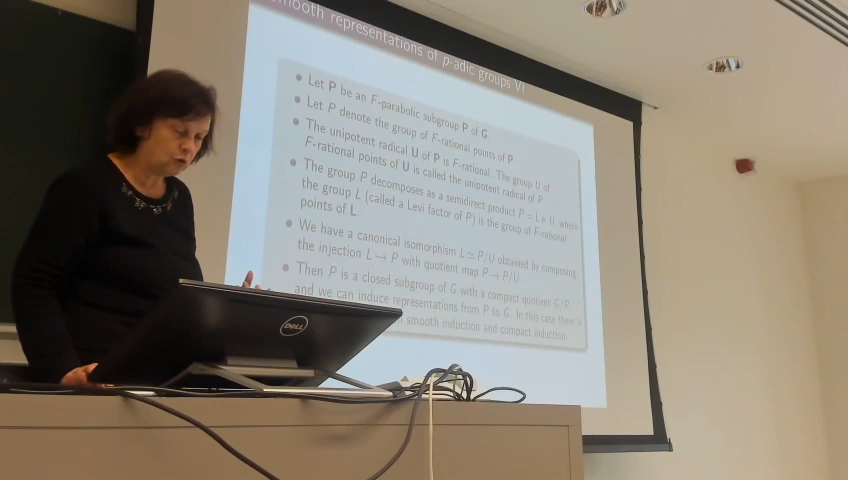 mooth representations of p-adic groups VI
• Let P be an F-parabolic subgroup P of G
• Let P denote the group of F-rational points of P
• The unipotent radical U of P is F-rational. The group U of
F-rational points of U is called the unipotent radical of P
• The group P decomposes as a semidirect product P = L ⋉ U, where
the group L (called a Levi factor of P) is the group of F-rational
points of L
• We have a canonical isomorphism L ≃ P/U obtained by composing
the injection L → P with quotient map P → P/U
• Then P is a closed subgroup of G with a compact quotient G/P
and we can induce representations from P to G. In this case there is
smooth induction and compact induction.
DELL